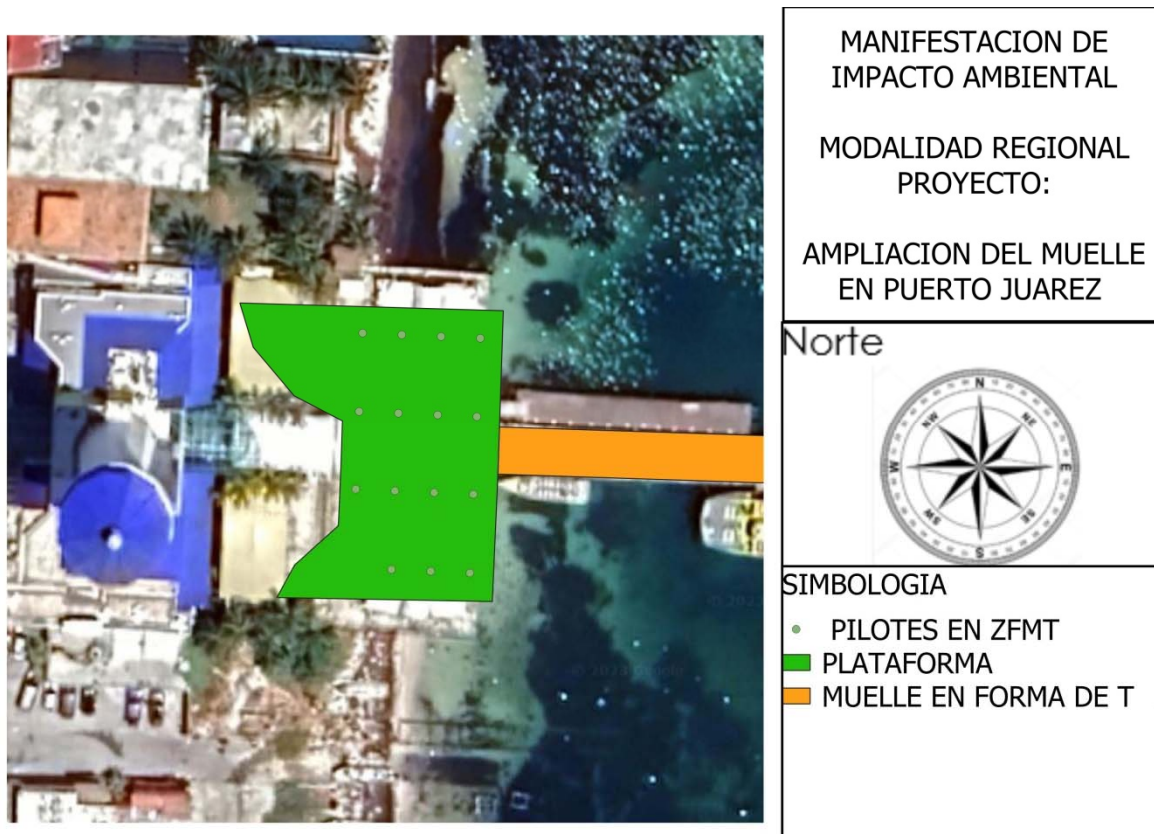 MANIFESTACION DE
IMPACTO AMBIENTAL
MODALIDAD REGIONAL
PROYECTO:
AMPLIACION DEL MUELLE
EN PUERTO JUAREZ
Norte
N
NW
NE
W
E
SW
SE
S
SIMBOLOGIA
PILOTES EN ZFMT
PLATAFORMA
MUELLE EN FORMA DE T